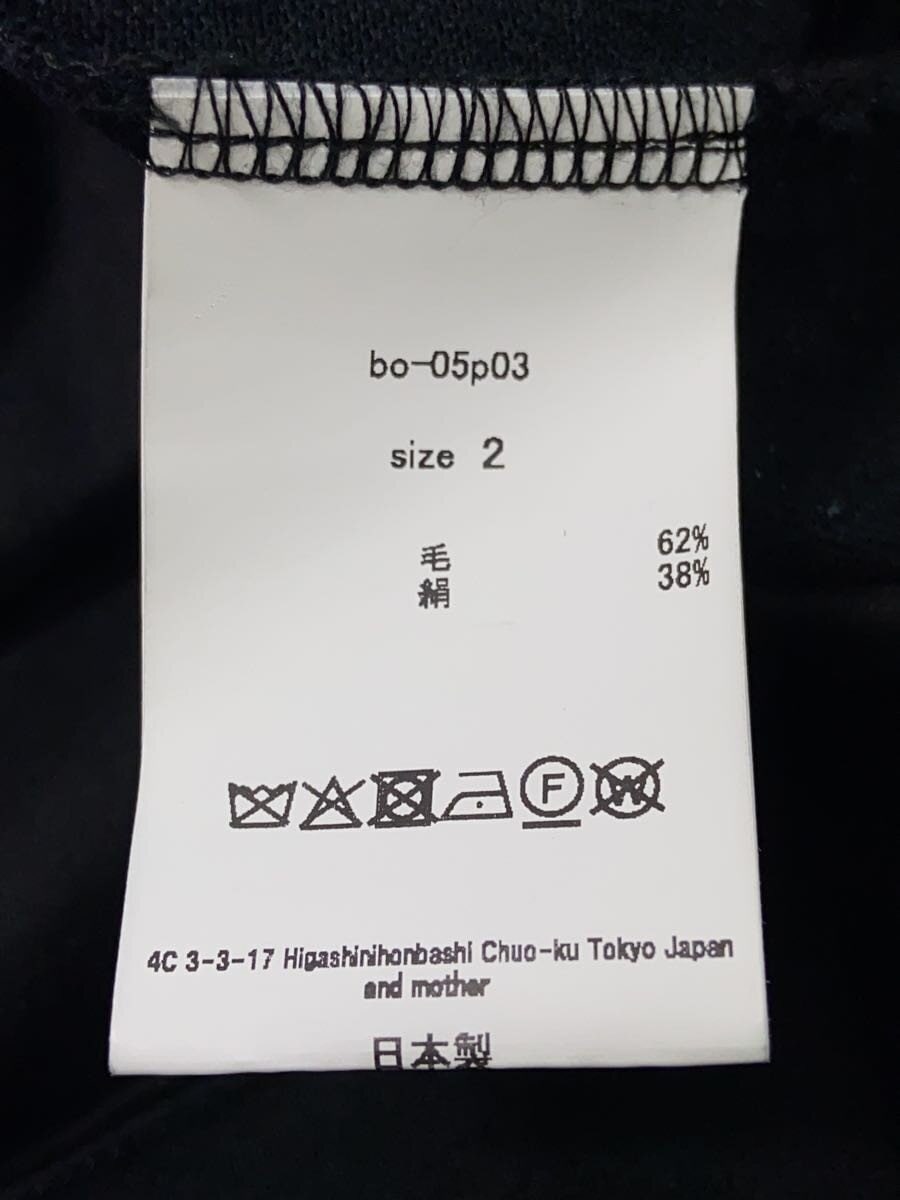 bo-05p03
size 2
毛 62%
絹 38%
F
W
4C 3-3-17 Higashinihonbashi Chuo-ku Tokyo Japan
and mother
日本製